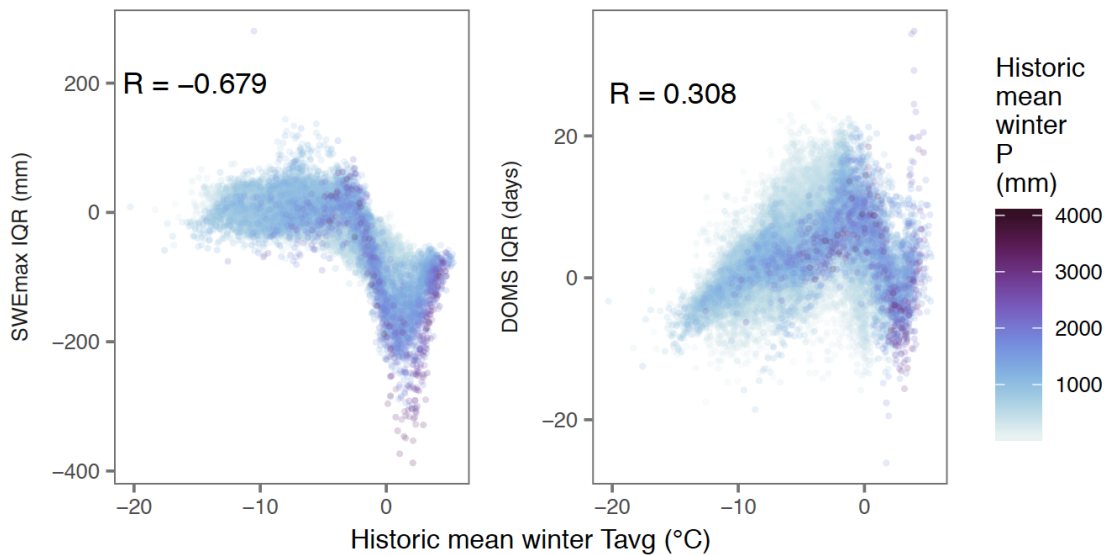 R = −0.679
SWEmax IQR (mm)
200
0
−200
−400
−20
−10
0
R = 0.308
DOMS IQR (days)
20
0
−20
−20
−10
0
Historic mean winter Tavg (°C)
Historic
mean
winter
P
(mm)
4000
3000
2000
1000